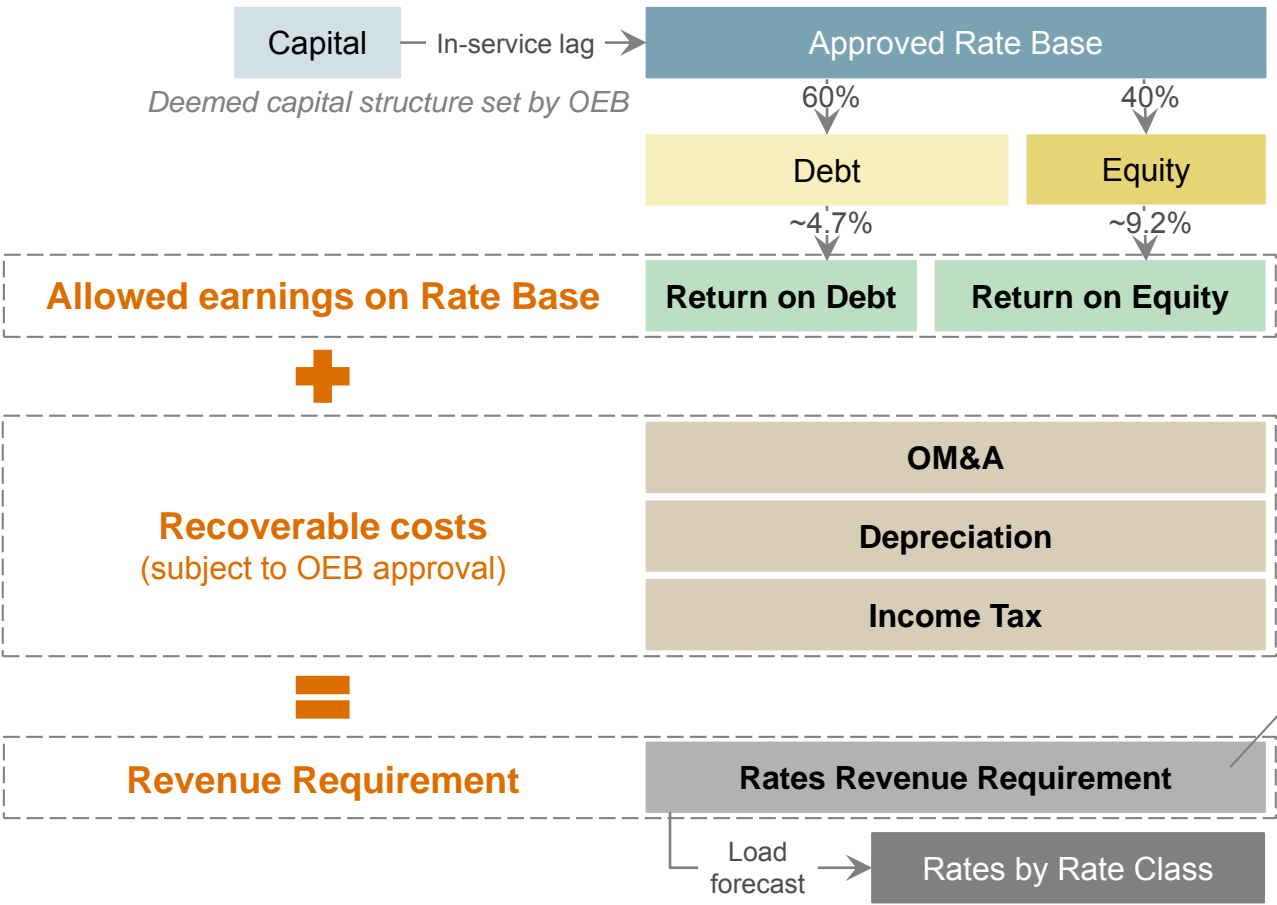 Capital
In-service lag
Approved Rate Base
Deemed capital structure set by OEB
60%
40%
Debt
Equity
~4.7%
~9.2%
Allowed earnings on Rate Base
Return on Debt
Return on Equity
OM&A
Recoverable costs
(subject to OEB approval)
Depreciation
Income Tax
Revenue Requirement
Rates Revenue Requirement
Load
forecast
Rates by Rate Class